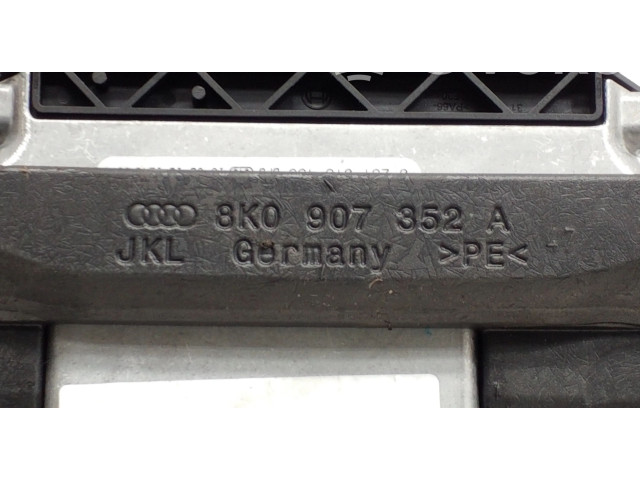 8K0 907 352 A
JKL Germany >PE<